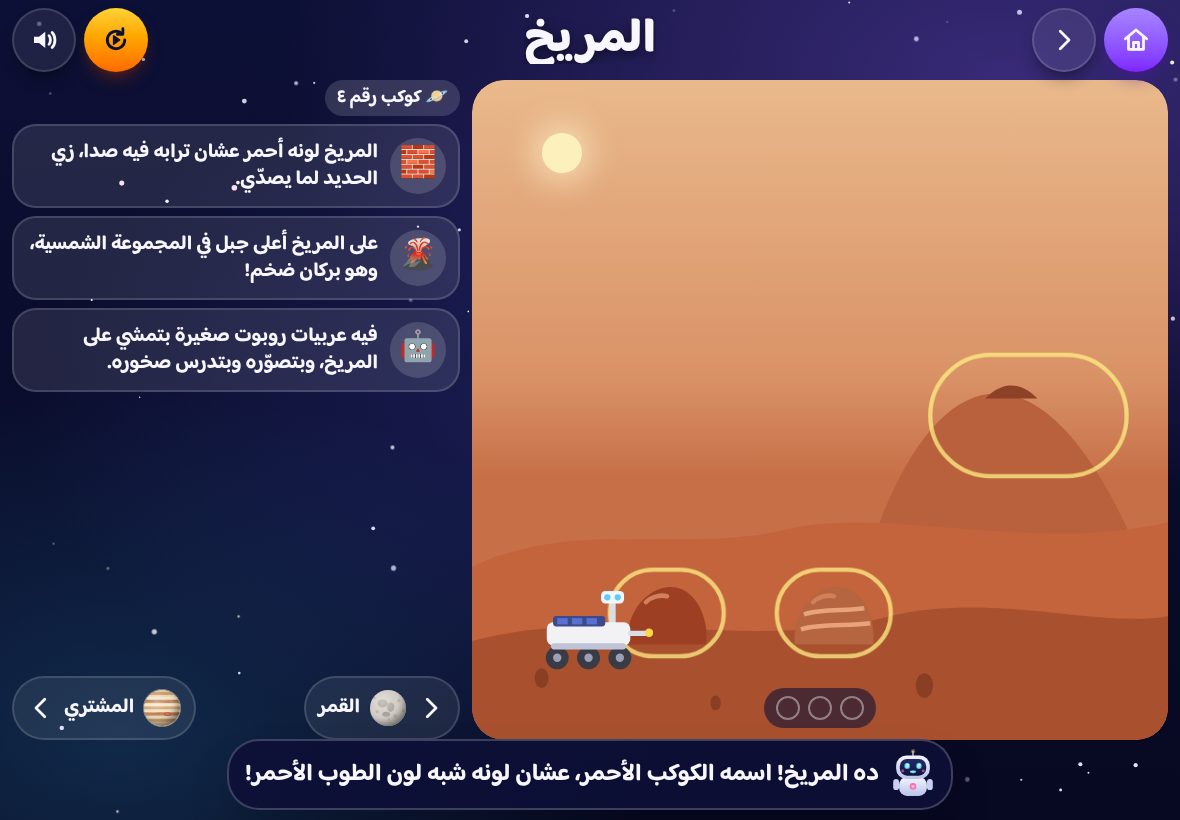 المريخ
كوكب رقم ٤
المريخ لونه أحمر عشان ترابه فيه صدا، زي
الحديد لما يصدّي.
على المريخ أعلى جبل في المجموعة الشمسية،
وهو بركان ضخم!
فيه عربيات روبوت صغيرة بتمشي على
المريخ، وبتصوّره وبتدرس صخوره.
القمر
المشتري
ده المريخ! اسمه الكوكب الأحمر، عشان لونه شبه لون الطوب الأحمر!